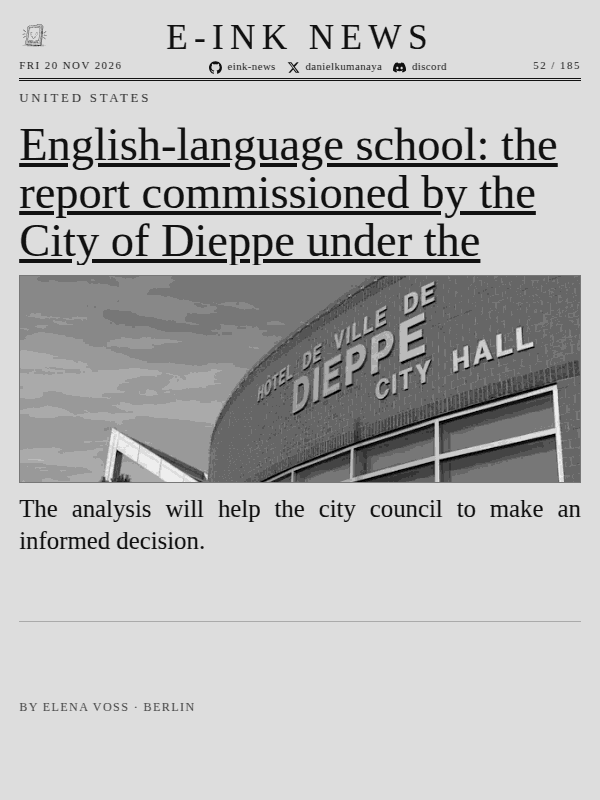 E-INK NEWS
FRI 20 NOV 2026
eink-news danielkumanaya discord
52 / 185
UNITED STATES
English-language school: the
report commissioned by the
City of Dieppe under the
HÔTEL DE VILLE DE
DIEPPE
CITY HALL
The analysis will help the city council to make an
informed decision.
BY ELENA VOSS · BERLIN